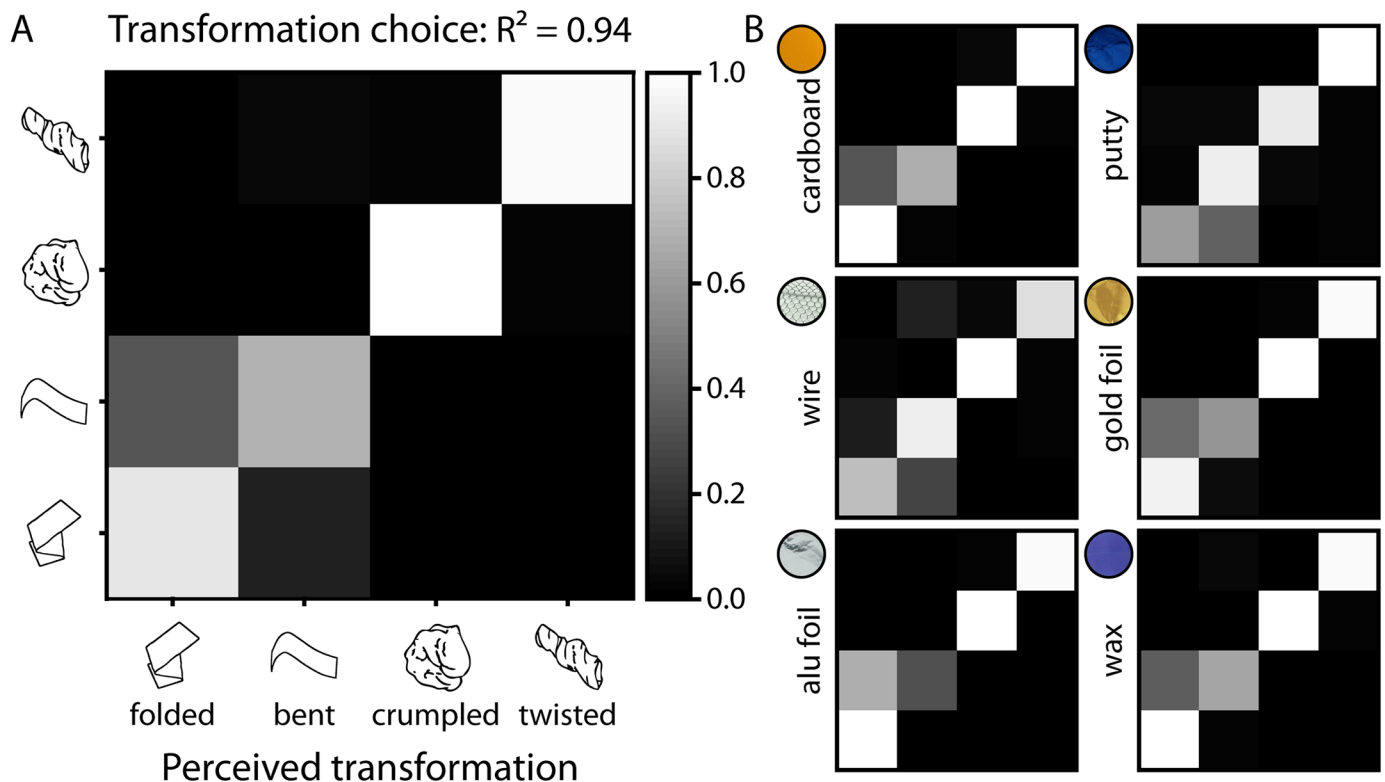 A
Transformation choice: R² = 0.94
1.0
0.8
0.6
0.4
0.2
0.0
folded
bent
crumpled
twisted
Perceived transformation
B
cardboard
putty
wire
gold foil
alu foil
wax